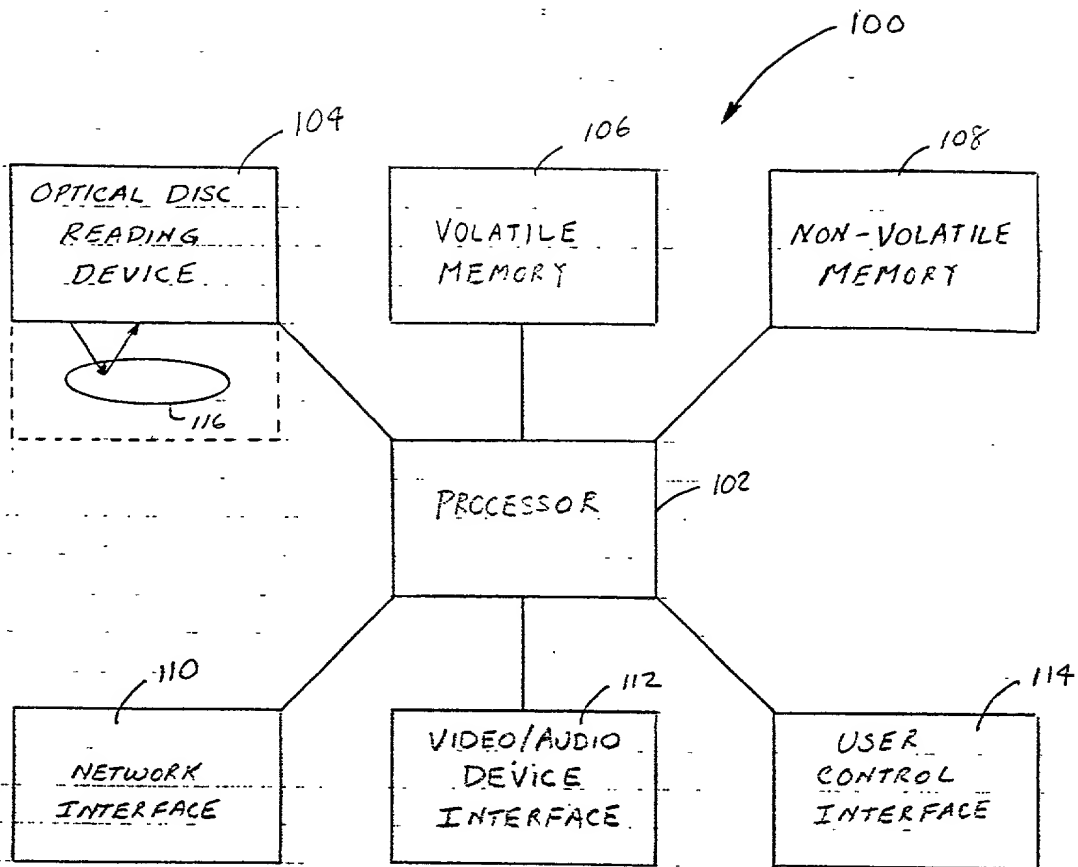 100
104
106
108
OPTICAL DISC
READING
DEVICE
VOLATILE
MEMORY
NON-VOLATILE
MEMORY
116
PROCESSOR
102
110
112
114
NETWORK
INTERFACE
VIDEO/AUDIO
DEVICE
INTERFACE
USER
CONTROL
INTERFACE